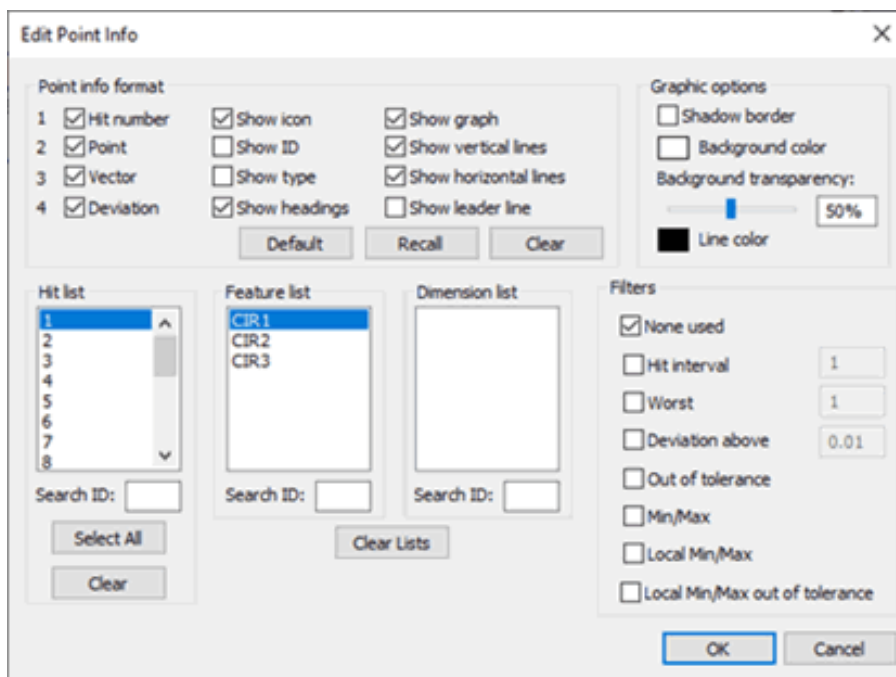 Edit Point Info
Point info format
1 Hit number Show icon Show graph
2 Point Show ID Show vertical lines
3 Vector Show type Show horizontal lines
4 Deviation Show headings Show leader line
Default Recall Clear
Graphic options
Shadow border
Background color
Background transparency:
50%
Line color
Hit list
1
2
3
4
5
6
7
8
Search ID:
Select All
Clear
Feature list
CIR1
CIR2
CIR3
Search ID:
Dimension list
Search ID:
Clear Lists
Filters
None used
Hit interval 1
Worst 1
Deviation above 0.01
Out of tolerance
Min/Max
Local Min/Max
Local Min/Max out of tolerance
OK Cancel